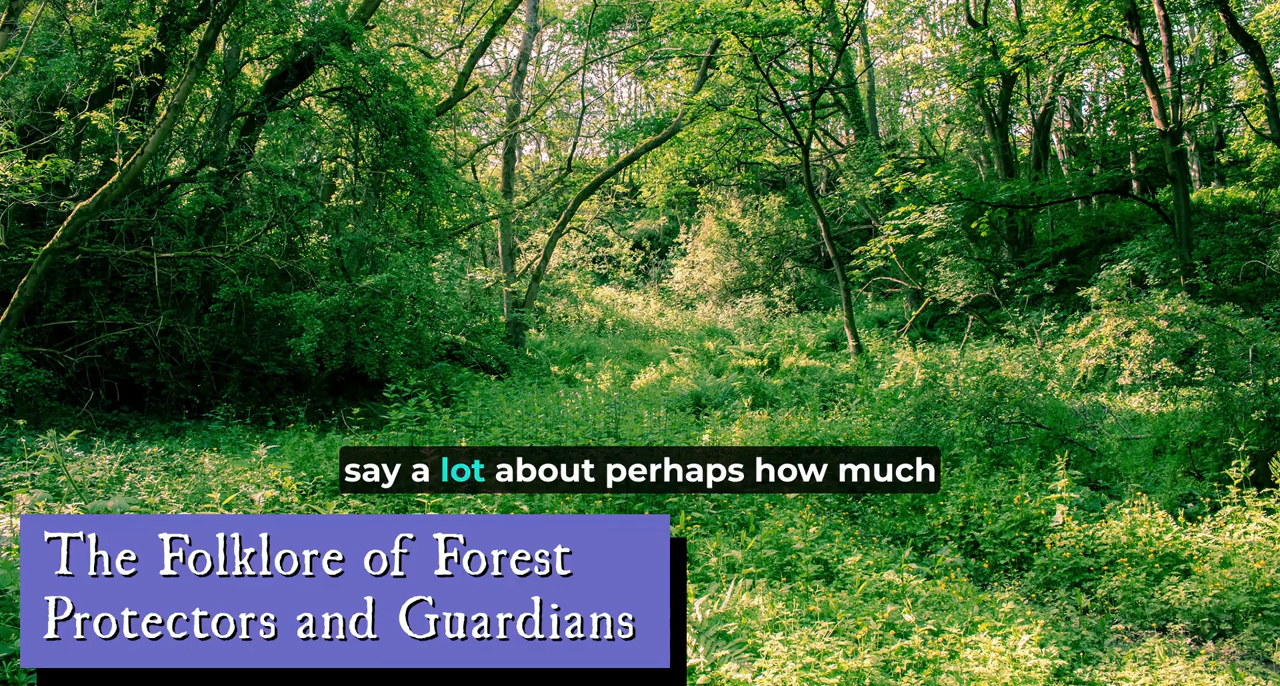 say a lot about perhaps how much
The Folklore of Forest
Protectors and Guardians